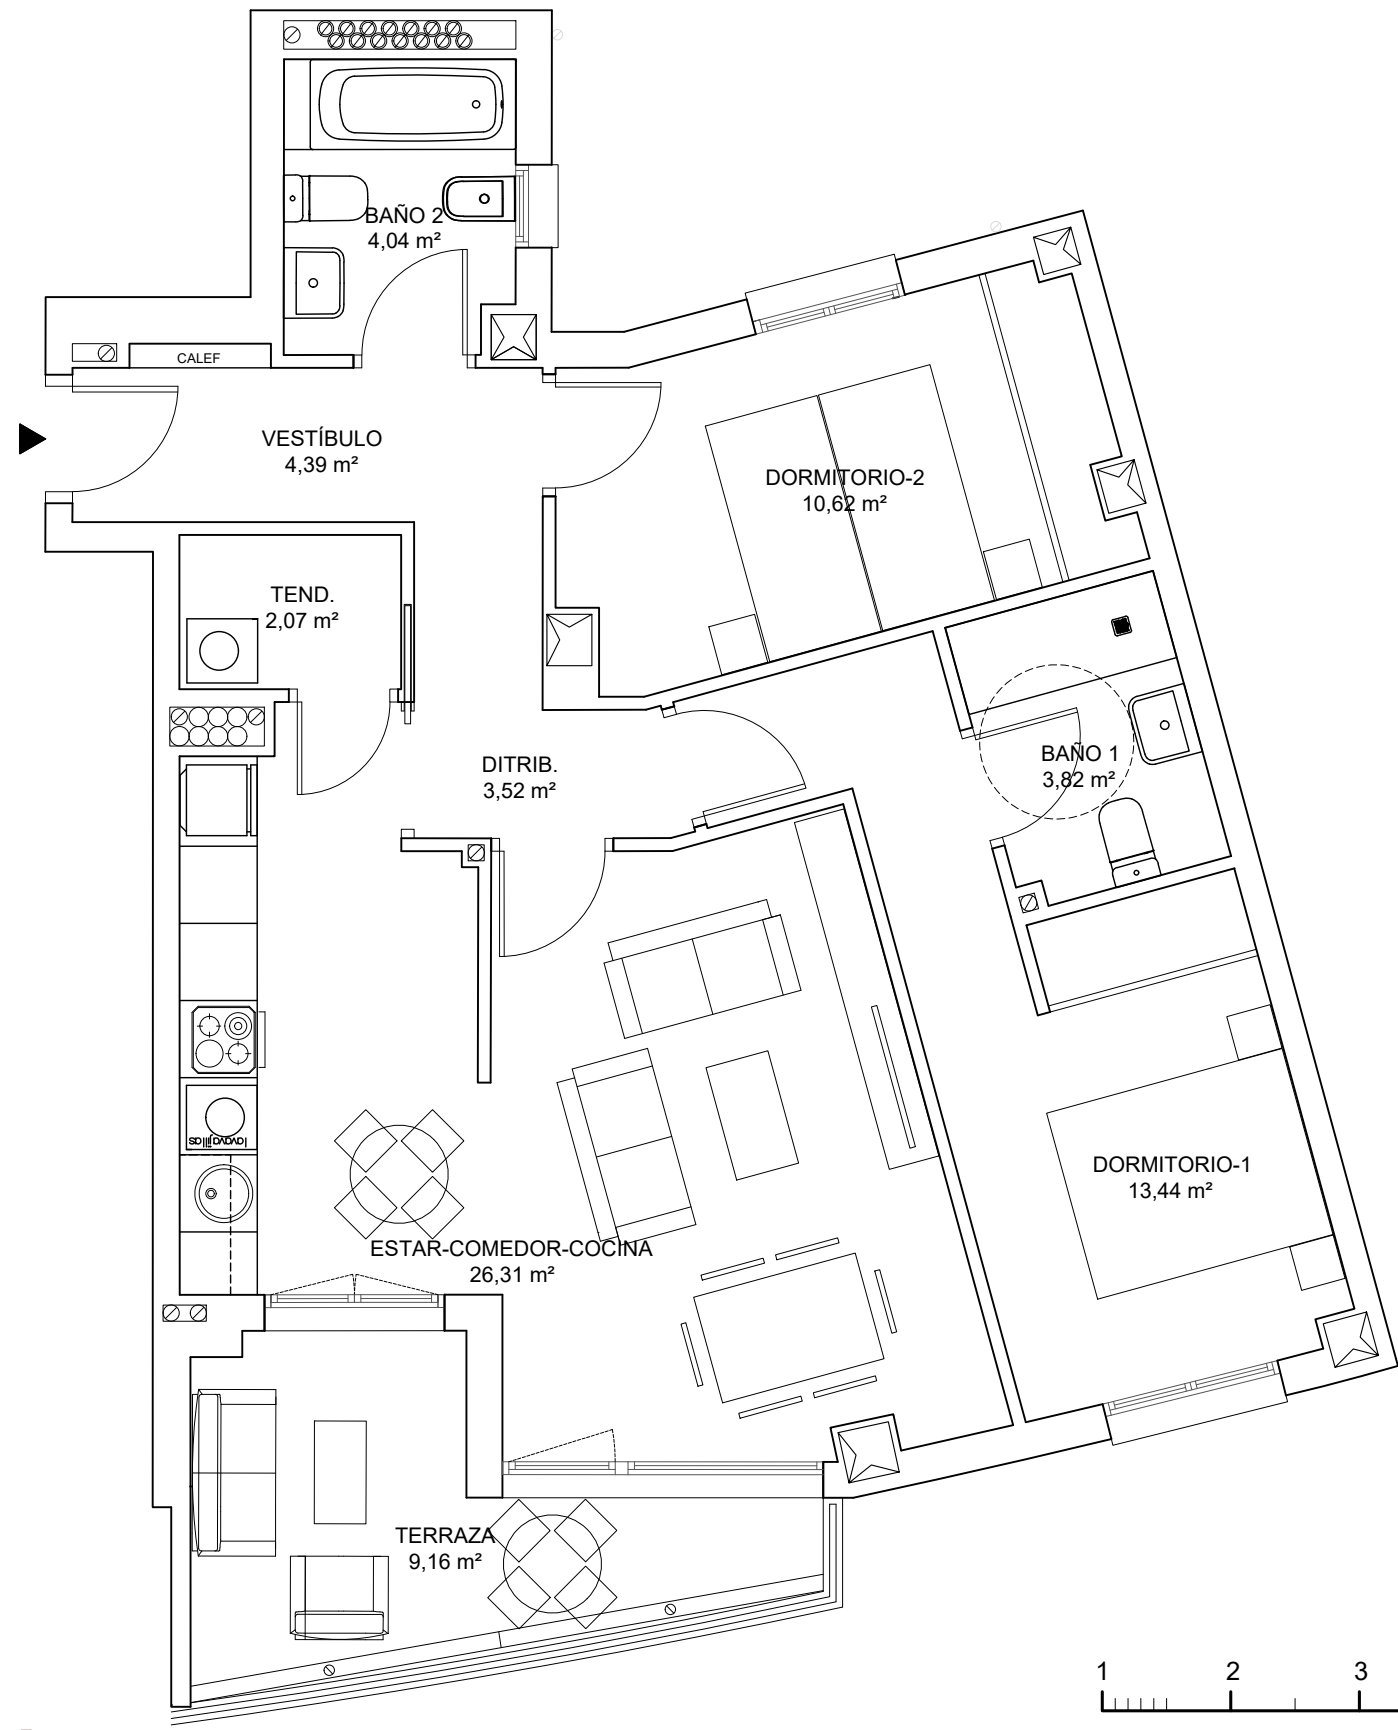 BAÑO 2
4,04 m²
CALEF
VESTÍBULO
4,39 m²
DORMITORIO-2
10,62 m²
TEND.
2,07 m²
DITRIB.
3,52 m²
BAÑO 1
3,82 m²
lavavajillas
DORMITORIO-1
13,44 m²
ESTAR-COMEDOR-COCINA
26,31 m²
TERRAZA
9,16 m²
1 2 3